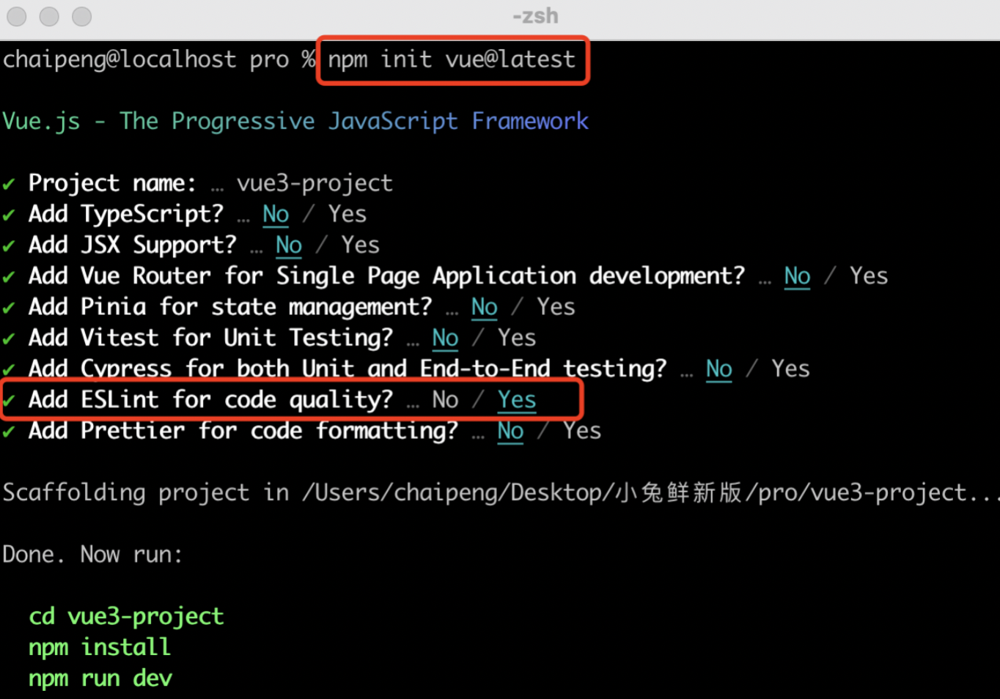 -zsh
chaipeng@localhost pro % npm init vue@latest
Vue.js - The Progressive JavaScript Framework
✔ Project name: … vue3-project
✔ Add TypeScript? … No / Yes
✔ Add JSX Support? … No / Yes
✔ Add Vue Router for Single Page Application development? … No / Yes
✔ Add Pinia for state management? … No / Yes
✔ Add Vitest for Unit Testing? … No / Yes
✔ Add Cypress for both Unit and End-to-End testing? … No / Yes
✔ Add ESLint for code quality? … No / Yes
✔ Add Prettier for code formatting? … No / Yes
Scaffolding project in /Users/chaipeng/Desktop/小兔鲜新版/pro/vue3-project...
Done. Now run:
cd vue3-project
npm install
npm run dev